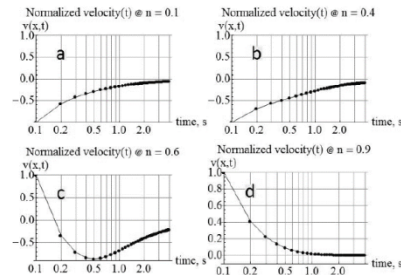 Normalized velocity(t) @ n = 0.1
v(x,t)
1.0
0.5
0.0
−0.5
a
0.1 0.2 0.5 1.0 2.0
time, s
Normalized velocity(t) @ n = 0.4
v(x,t)
1.0
0.5
0.0
−0.5
b
0.1 0.2 0.5 1.0 2.0
time, s
Normalized velocity(t) @ n = 0.6
v(x,t)
1.0
0.5
0.0
−0.5
c
0.1 0.2 0.5 1.0 2.0
time, s
Normalized velocity(t) @ n = 0.9
v(x,t)
1.0
0.8
0.6
0.4
0.2
0.0
d
0.1 0.2 0.5 1.0 2.0
time, s